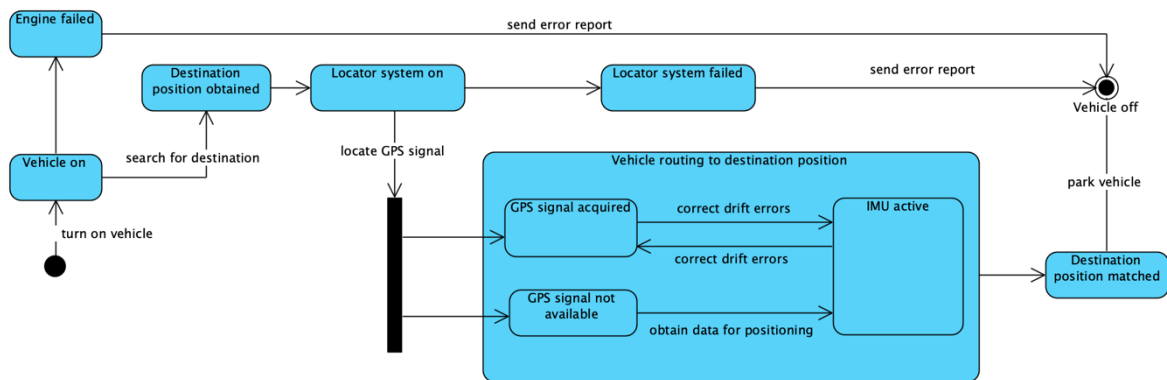 Engine failed
send error report
Destination
position obtained
Locator system on
Locator system failed
send error report
Vehicle off
Vehicle on
search for destination
locate GPS signal
Vehicle routing to destination position
park vehicle
turn on vehicle
GPS signal acquired
correct drift errors
IMU active
correct drift errors
Destination
position matched
GPS signal not
available
obtain data for positioning